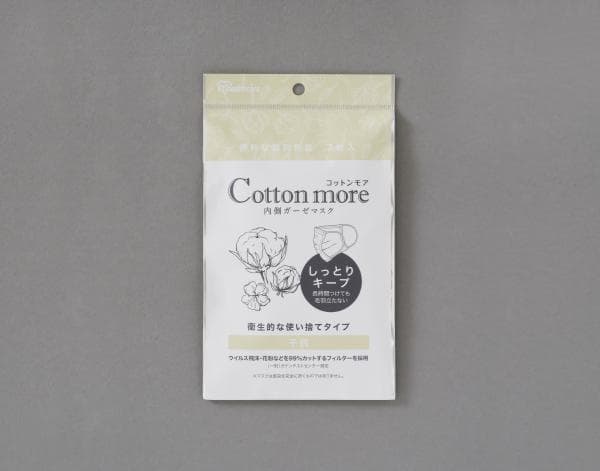 コットンモア
Cotton more
内側ガーゼマスク
しっとり
キープ
長時間つけても
毛羽立たない
衛生的な使い捨てタイプ
子供
ウイルス飛沫・花粉などを99%カットするフィルターを採用